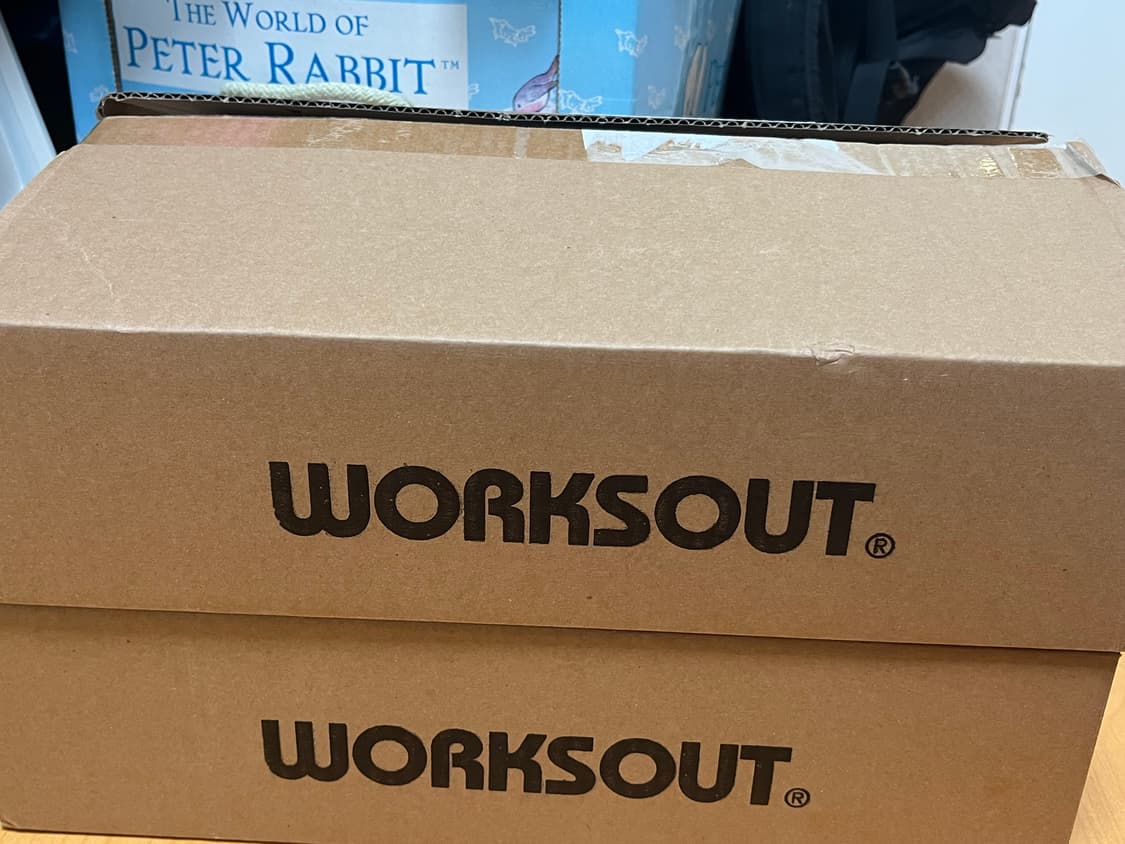 THE WORLD OF
PETER RABBIT™
WORKSOUT®
WORKSOUT®